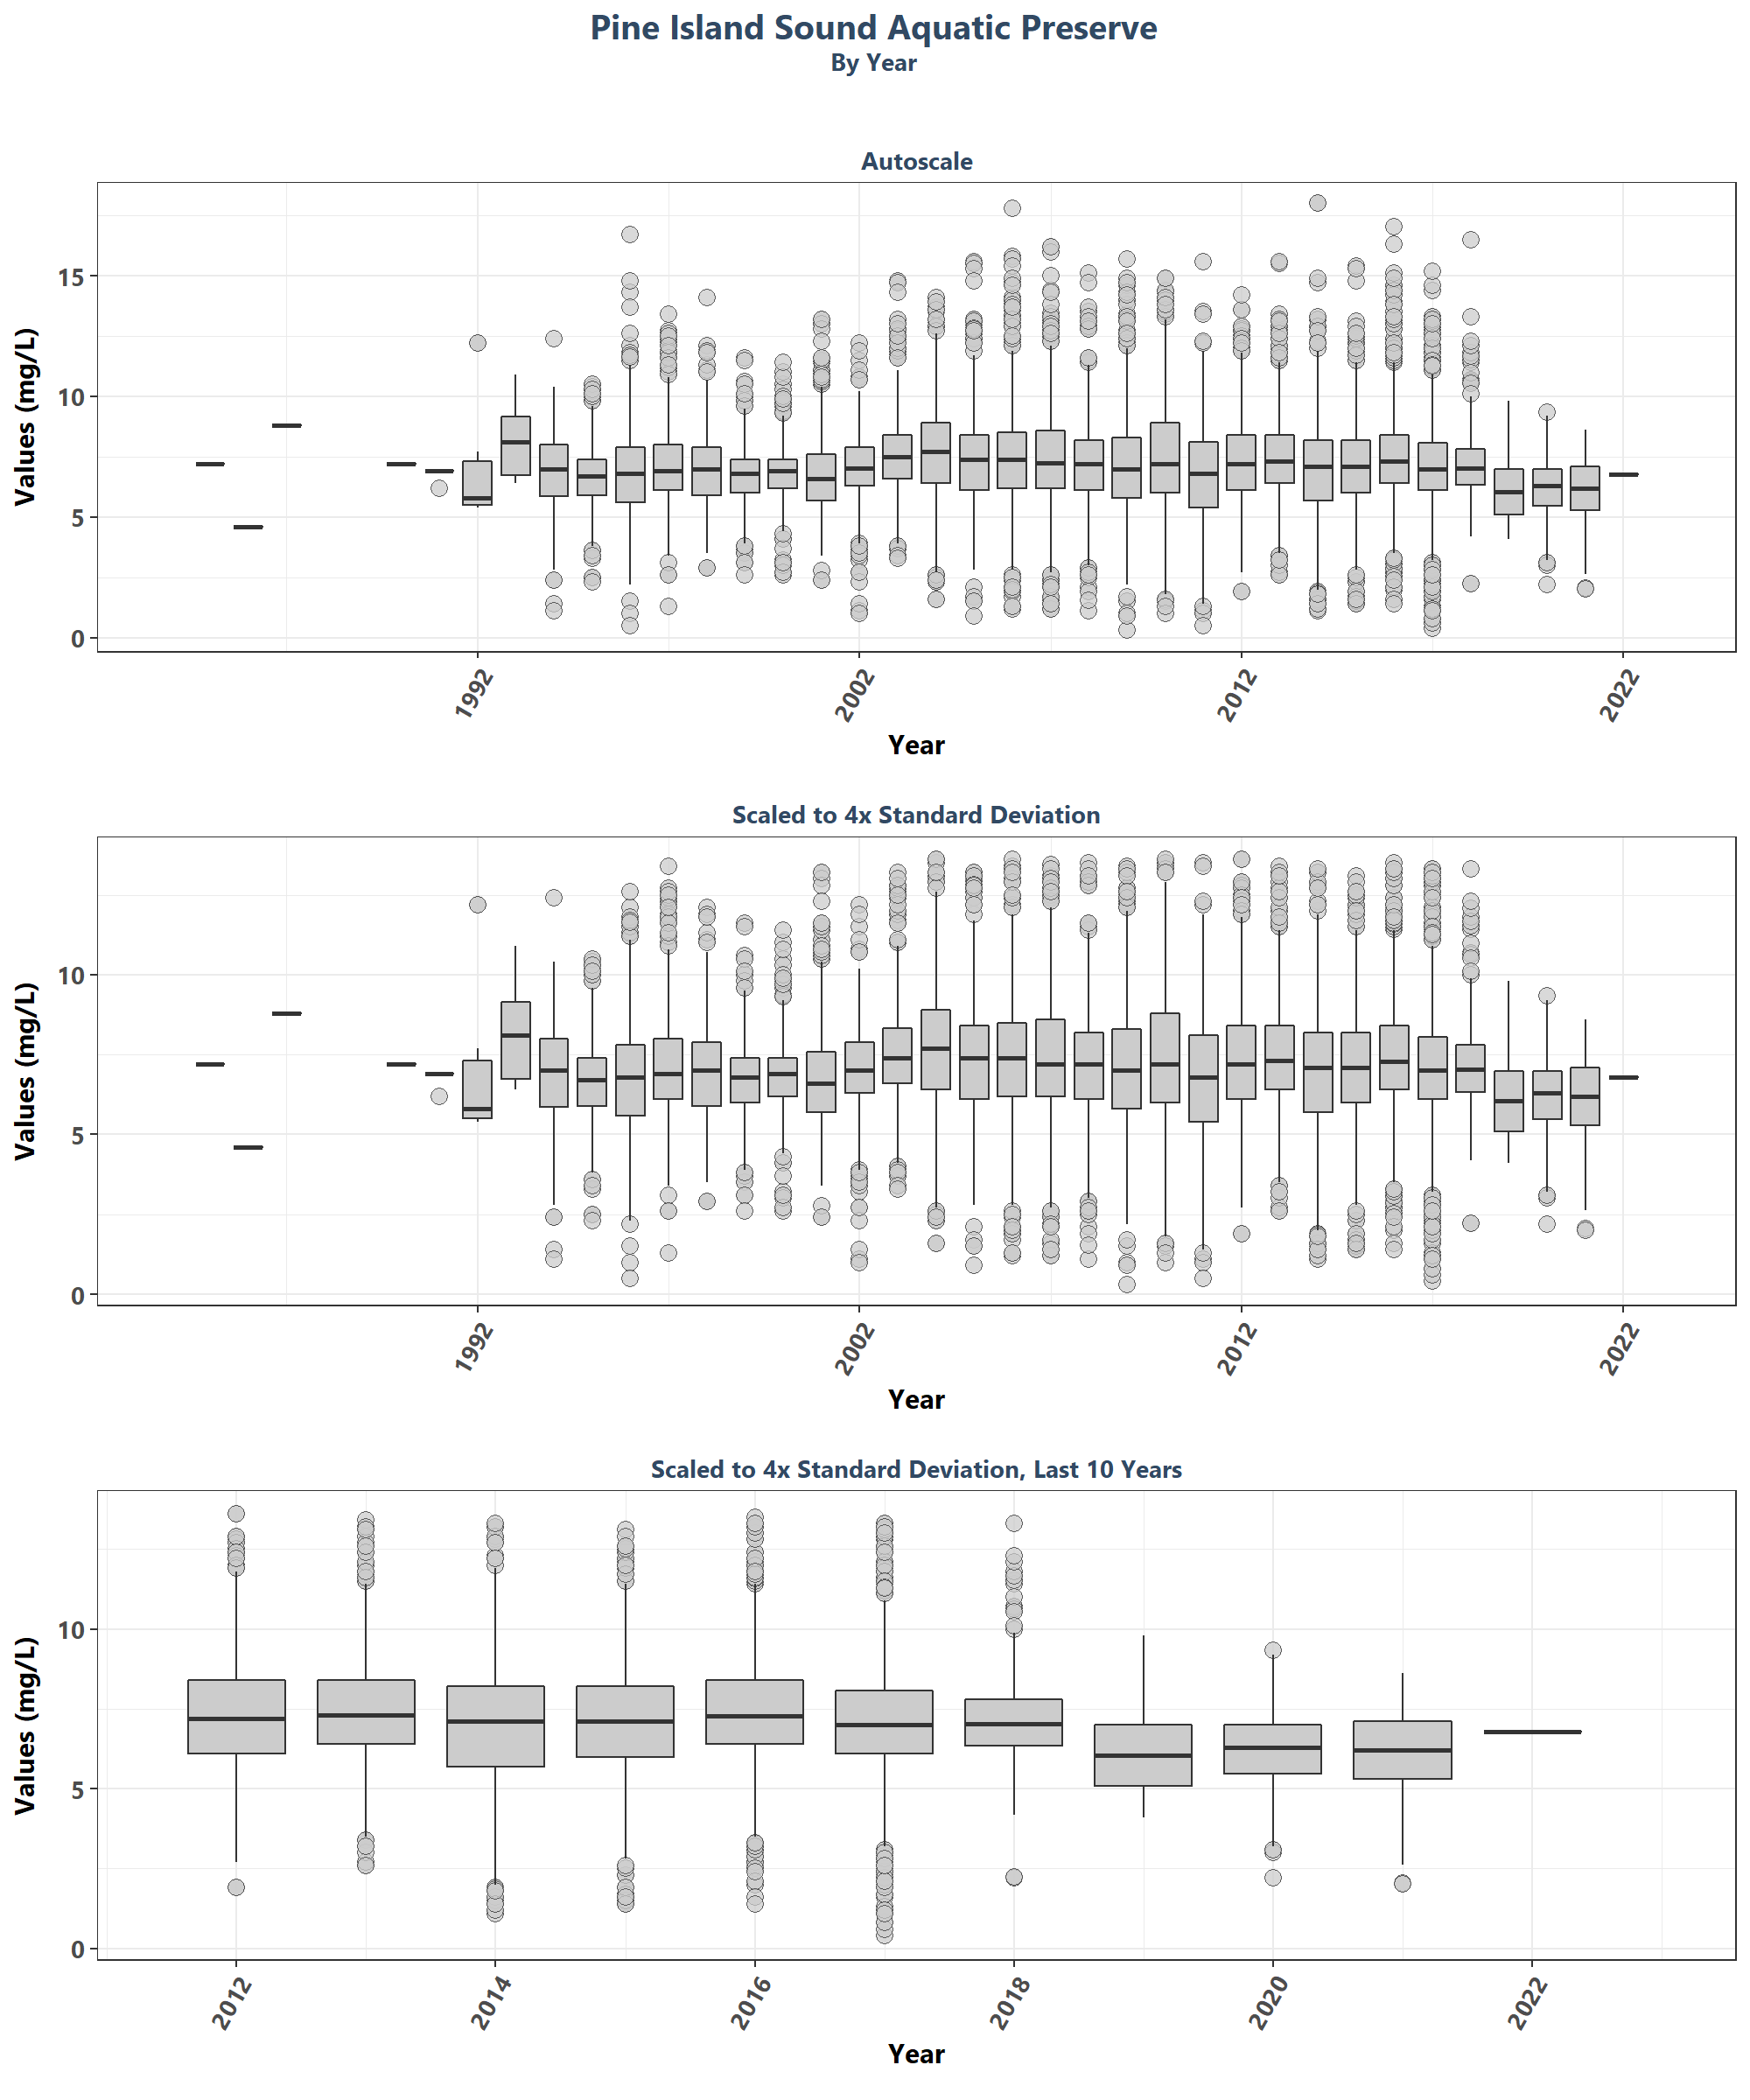 Pine Island Sound Aquatic Preserve
By Year
Autoscale
Values (mg/L)
15
10
5
0
1992
2002
2012
2022
Year
Scaled to 4x Standard Deviation
Values (mg/L)
10
5
0
1992
2002
2012
2022
Year
Scaled to 4x Standard Deviation, Last 10 Years
Values (mg/L)
10
5
0
2012
2014
2016
2018
2020
2022
Year